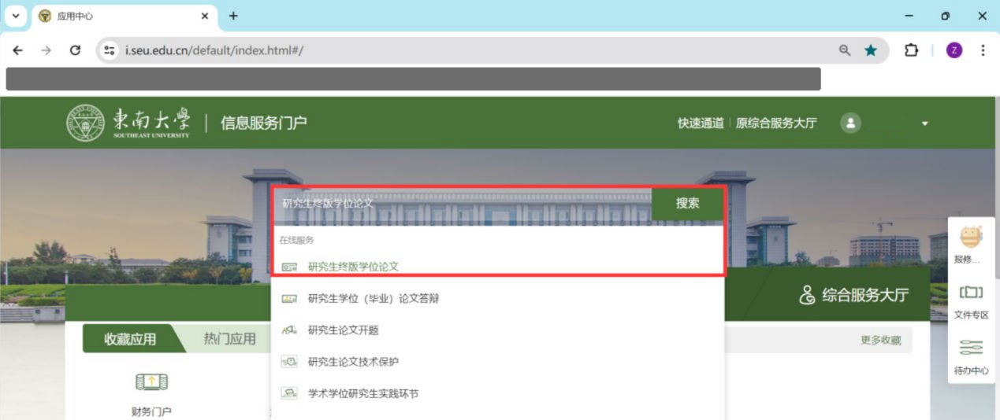 应用中心
i.seu.edu.cn/default/index.html#/
Z
東南大學
SOUTHEAST UNIVERSITY
信息服务门户
快速通道
原综合服务大厅
研究生终版学位论文
搜索
在线服务
研究生终版学位论文
研究生学位（毕业）论文答辩
研究生论文开题
研究生论文技术保护
学术学位研究生实践环节
综合服务大厅
收藏应用
热门应用
更多收藏
财务门户
报修...
文件专区
待办中心